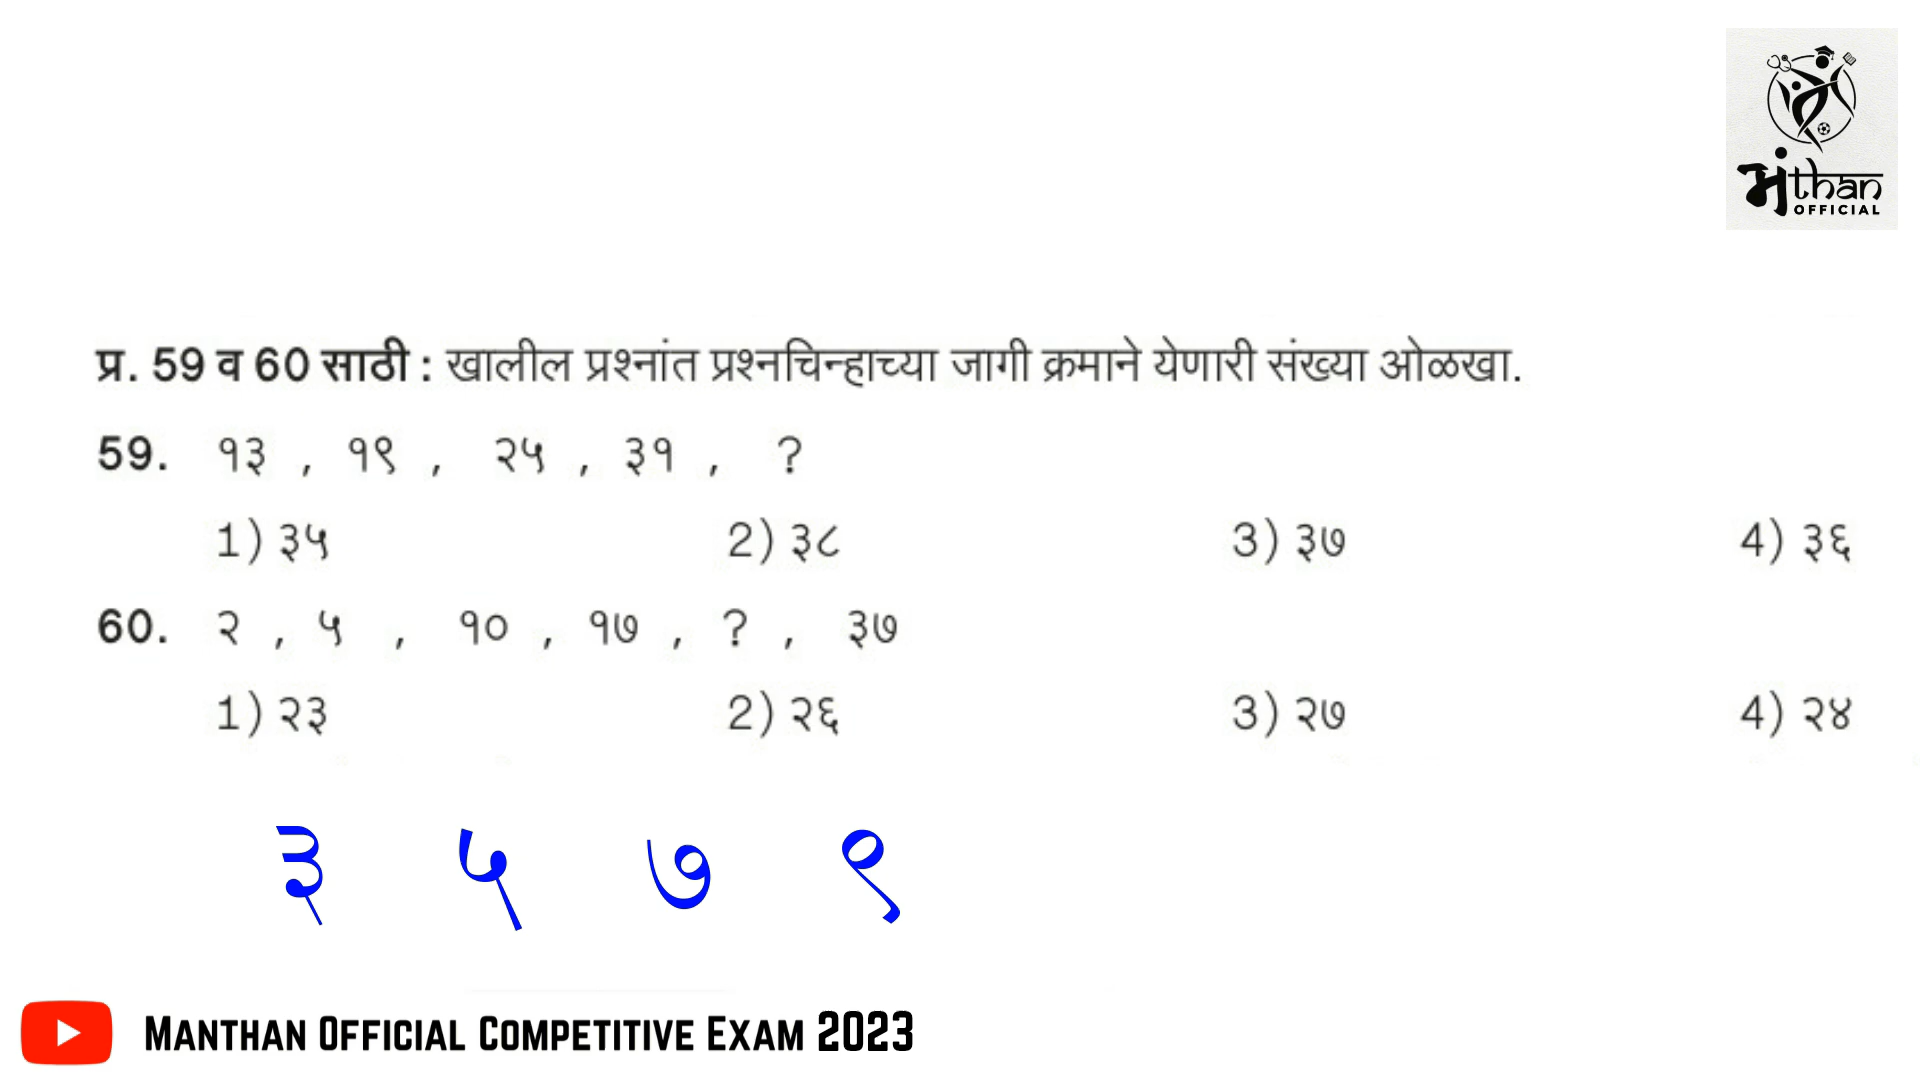 मंthan
OFFICIAL
प्र. 59 व 60 साठी : खालील प्रश्नांत प्रश्नचिन्हाच्या जागी क्रमाने येणारी संख्या ओळखा.
59. १३ , १९ , २५ , ३१ , ?
1) ३५ 2) ३८ 3) ३७ 4) ३६
60. २ , ५ , १० , १७ , ? , ३७
1) २३ 2) २६ 3) २७ 4) २४
३ ५ ७ ९
MANTHAN OFFICIAL COMPETITIVE EXAM 2023